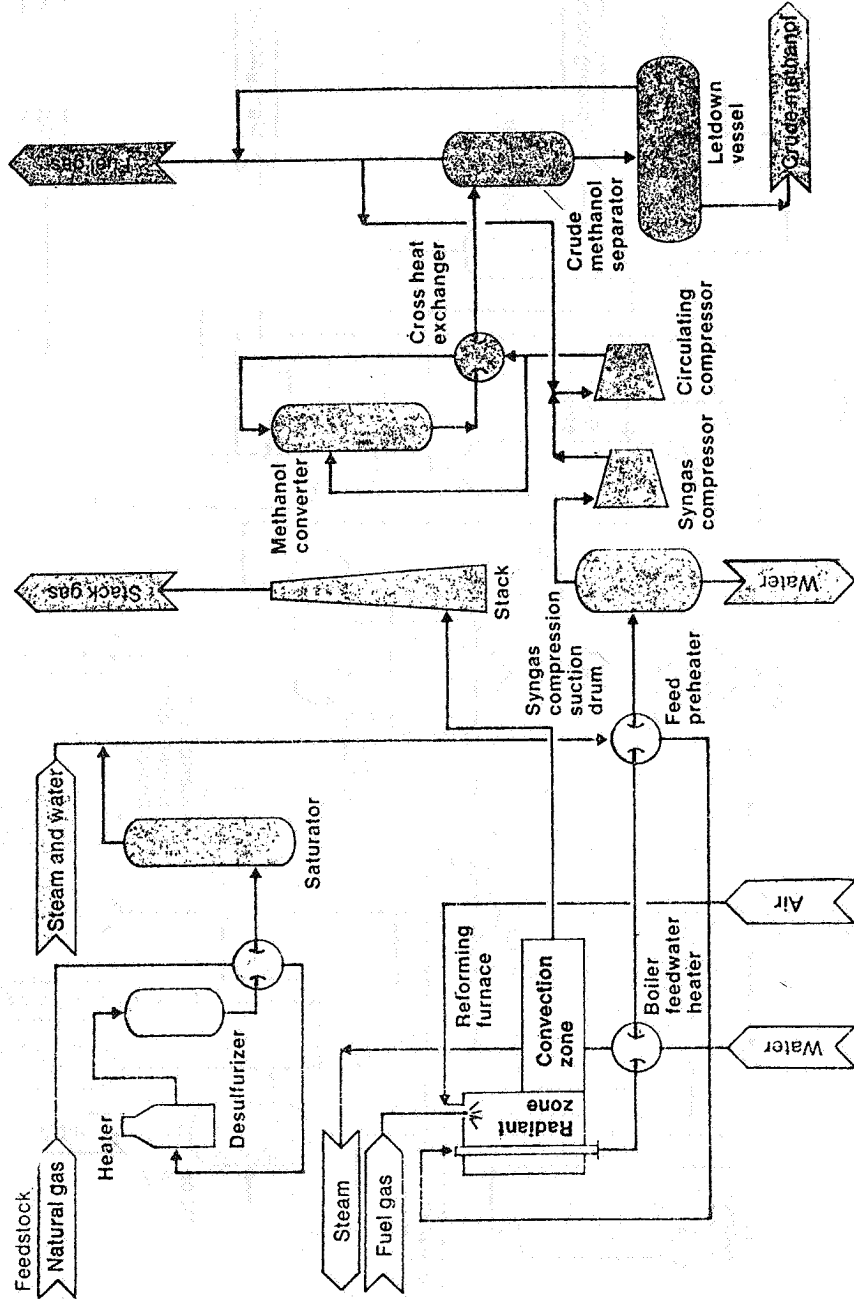 Feedstock
Natural gas
Heater
Desulfurizer
Steam and water
Saturator
Steam
Fuel gas
Reforming
furnace
Radiant
zone
Convection
zone
Boiler
feedwater
heater
Water
Air
Feed
preheater
Syngas
compression
suction
drum
Water
Stack
Stack gas
Methanol
converter
Cross heat
exchanger
Syngas
compressor
Circulating
compressor
Crude
methanol
separator
Fuel gas
Letdown
vessel
Crude methanol